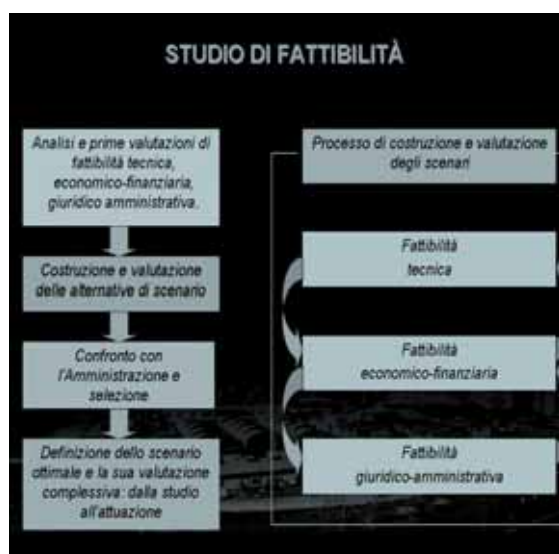 STUDIO DI FATTIBILITÀ
Analisi e prime valutazioni di
fattibilità tecnica,
economico-finanziaria,
giuridico amministrativa.
Costruzione e valutazione
delle alternative di scenario
Confronto con
l'Amministrazione e
selezione
Definizione dello scenario
ottimale e la sua valutazione
complessiva: dalla studio
all'attuazione
Processo di costruzione e valutazione
degli scenari
Fattibilità
tecnica
Fattibilità
economico-finanziaria
Fattibilità
giuridico-amministrativa